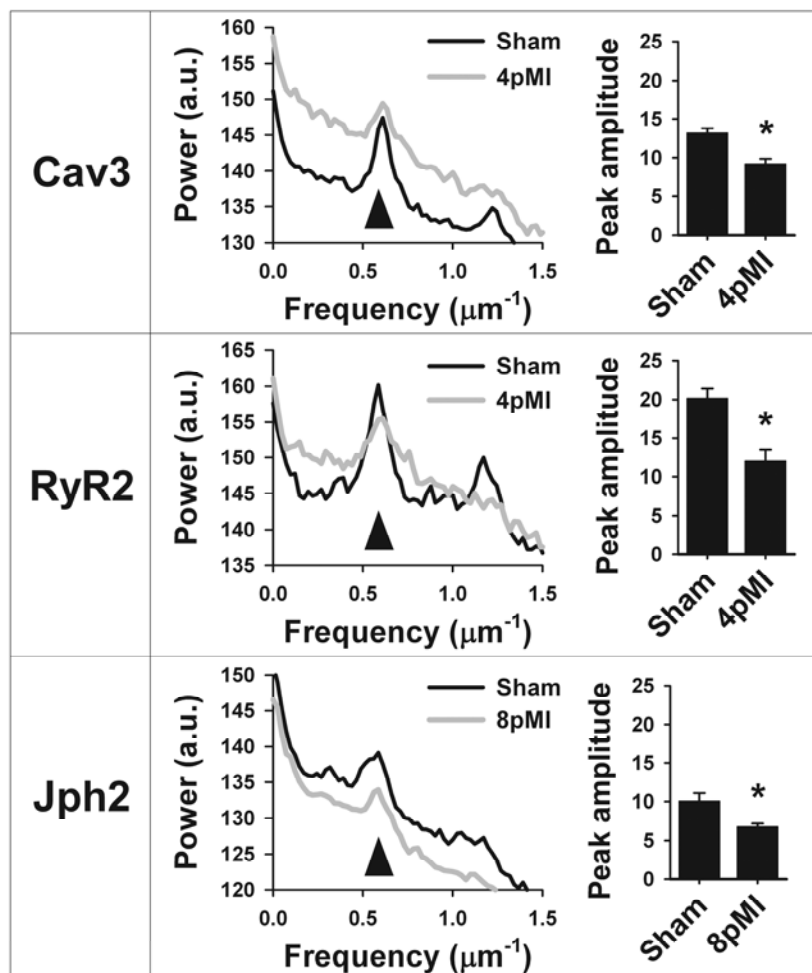 Cav3
160
155
150
145
140
135
130
Power (a.u.)
Sham
4pMI
0.0 0.5 1.0 1.5
Frequency (μm⁻¹)
25
20
15
10
5
0
Peak amplitude
*
Sham 4pMI
RyR2
165
160
155
150
145
140
135
Power (a.u.)
Sham
4pMI
0.0 0.5 1.0 1.5
Frequency (μm⁻¹)
25
20
15
10
5
0
Peak amplitude
*
Sham 4pMI
Jph2
150
145
140
135
130
125
120
Power (a.u.)
Sham
8pMI
0.0 0.5 1.0 1.5
Frequency (μm⁻¹)
25
20
15
10
5
0
Peak amplitude
*
Sham 8pMI